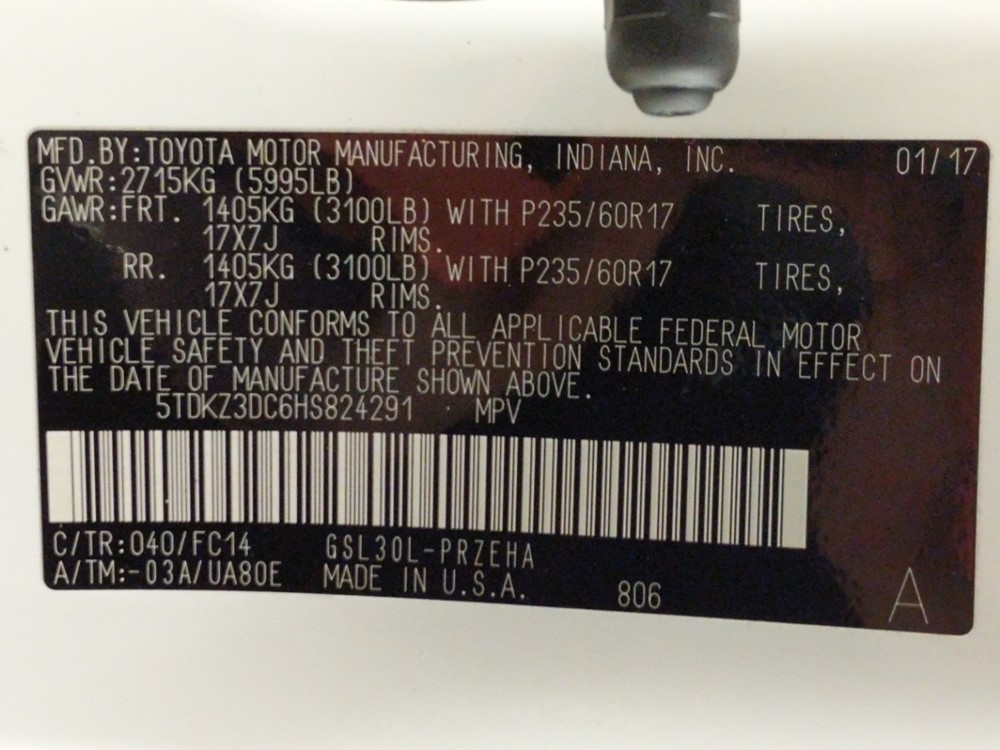 MFD.BY:TOYOTA MOTOR MANUFACTURING, INDIANA, INC. 01/17
GVWR:2715KG (5995LB)
GAWR:FRT. 1405KG (3100LB) WITH P235/60R17 TIRES,
17X7J RIMS.
RR. 1405KG (3100LB) WITH P235/60R17 TIRES,
17X7J RIMS.
THIS VEHICLE CONFORMS TO ALL APPLICABLE FEDERAL MOTOR
VEHICLE SAFETY AND THEFT PREVENTION STANDARDS IN EFFECT ON
THE DATE OF MANUFACTURE SHOWN ABOVE.
5TDKZ3DC6HS824291 · MPV
C/TR:040/FC14 GSL30L-PRZEHA
A/TM:-03A/UA80E MADE IN U.S.A. 806 A